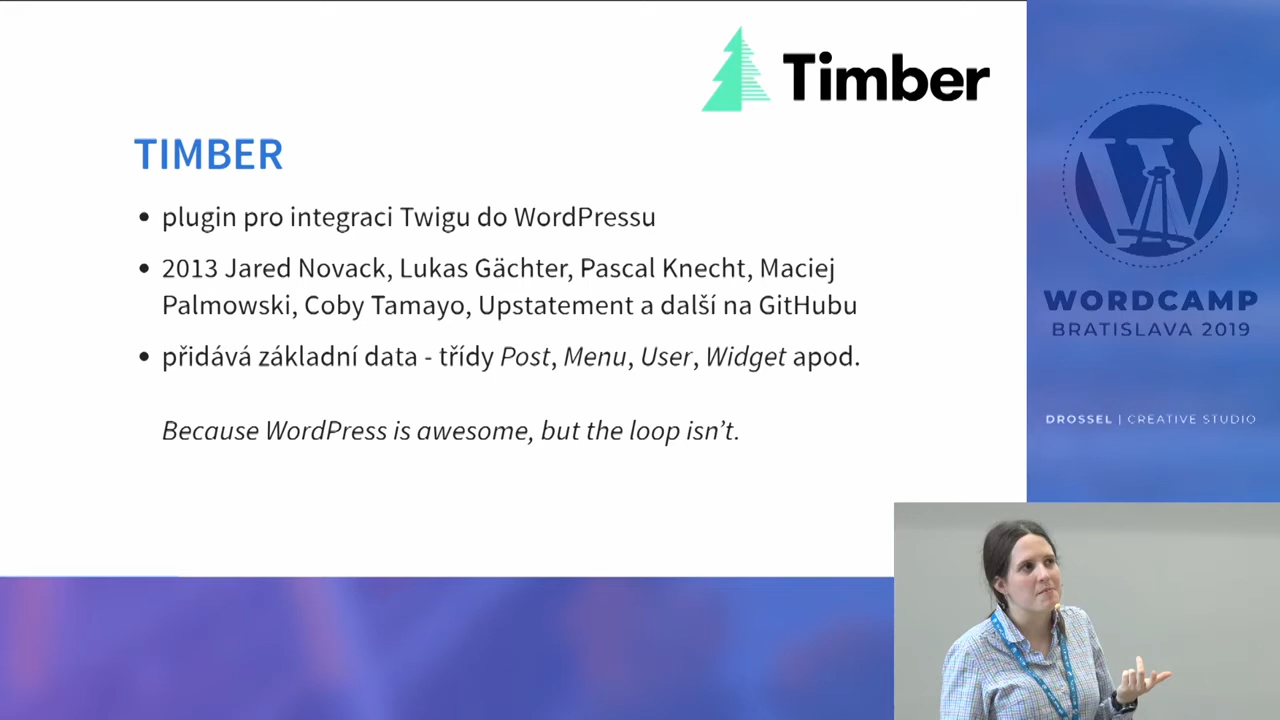 Timber
TIMBER
• plugin pro integraci Twigu do WordPressu
• 2013 Jared Novack, Lukas Gächter, Pascal Knecht, Maciej
Palmowski, Coby Tamayo, Upstatement a další na GitHubu
• přidává základní data - třídy Post, Menu, User, Widget apod.
Because WordPress is awesome, but the loop isn’t.
WORDCAMP
BRATISLAVA 2019
DROSSEL | CREATIVE STUDIO